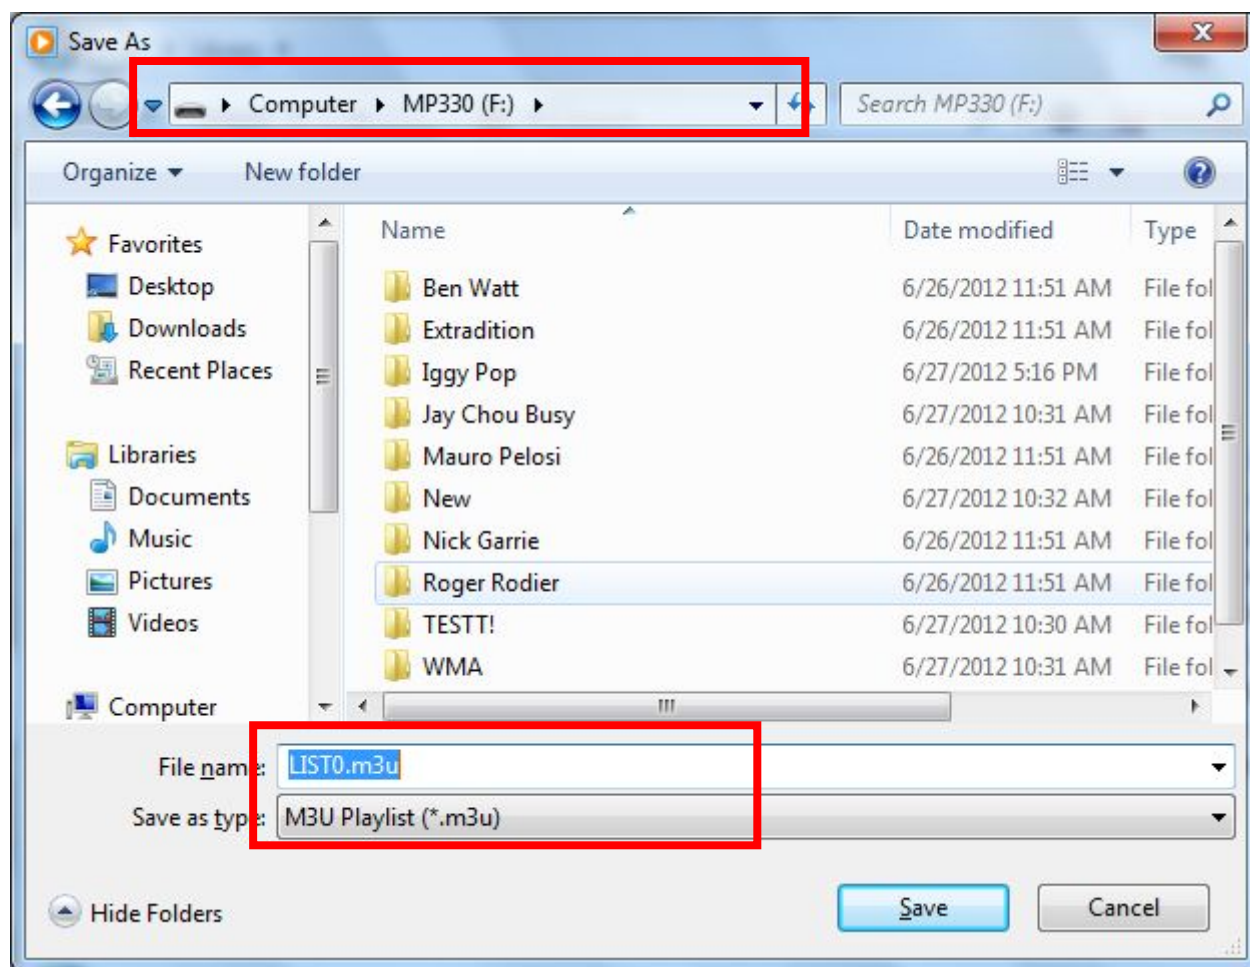 Save As
Computer MP330 (F:)
Search MP330 (F:)
Organize New folder
Name Date modified Type
Favorites
Desktop
Downloads
Recent Places
Libraries
Documents
Music
Pictures
Videos
Computer
Ben Watt 6/26/2012 11:51 AM File fol
Extradition 6/26/2012 11:51 AM File fol
Iggy Pop 6/27/2012 5:16 PM File fol
Jay Chou Busy 6/27/2012 10:31 AM File fol
Mauro Pelosi 6/26/2012 11:51 AM File fol
New 6/27/2012 10:32 AM File fol
Nick Garrie 6/26/2012 11:51 AM File fol
Roger Rodier 6/26/2012 11:51 AM File fol
TESTT! 6/27/2012 10:30 AM File fol
WMA 6/27/2012 10:31 AM File fol
File name: LIST0.m3u
Save as type: M3U Playlist (*.m3u)
Hide Folders
Save Cancel